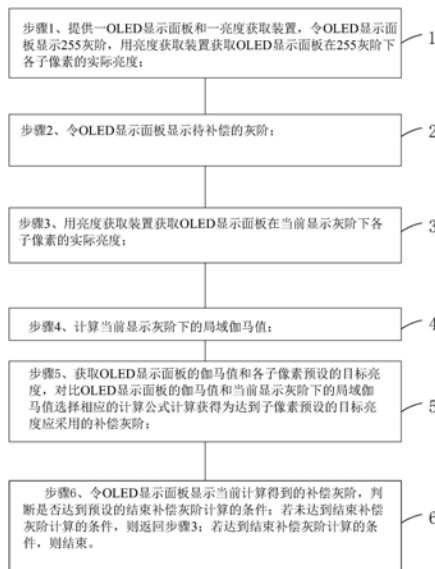 步骤1、提供一OLED显示面板和一亮度获取装置，令OLED显示面
板显示255灰阶，用亮度获取装置获取OLED显示面板在255灰阶下
各子像素的实际亮度；
1
步骤2、令OLED显示面板显示待补偿的灰阶；
2
步骤3、用亮度获取装置获取OLED显示面板在当前显示灰阶下各
子像素的实际亮度；
3
步骤4、计算当前显示灰阶下的局域伽马值；
4
步骤5、获取OLED显示面板的伽马值和各子像素预设的目标亮
度，对比OLED显示面板的伽马值和当前显示灰阶下的局域伽
马值选择相应的计算公式计算获得为达到子像素预设的目标亮
度应采用的补偿灰阶；
5
步骤6、令OLED显示面板显示当前计算得到的补偿灰阶，判
断是否达到预设的结束补偿灰阶计算的条件；若未达到结束补偿
灰阶计算的条件，则返回步骤3；若达到结束补偿灰阶计算的条
件，则结束。
6